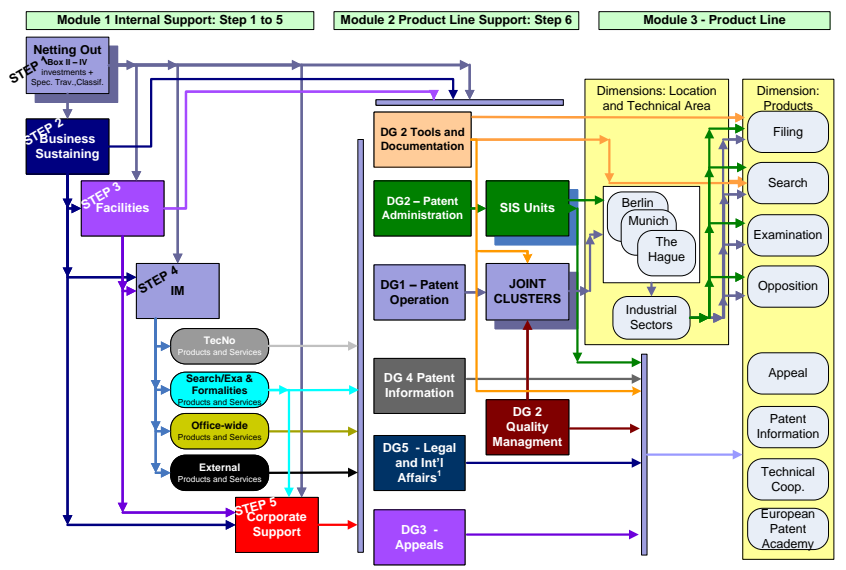 Module 1 Internal Support: Step 1 to 5
Module 2 Product Line Support: Step 6
Module 3 - Product Line
STEP 1
Netting Out
Box II – IV
investments +
Spec. Trav.,Classif.
STEP 2
Business
Sustaining
STEP 3
Facilities
STEP 4
IM
TecNo
Products and Services
Search/Exa &
Formalities
Products and Services
Office-wide
Products and Services
External
Products and Services
STEP 5
Corporate
Support
DG 2 Tools and
Documentation
DG2 – Patent
Administration
SIS Units
DG1 – Patent
Operation
JOINT
CLUSTERS
DG 4 Patent
Information
DG 2
Quality
Managment
DG5 - Legal
and Int'l
Affairs1
DG3 -
Appeals
Dimensions: Location
and Technical Area
Berlin
Munich
The
Hague
Industrial
Sectors
Dimension:
Products
Filing
Search
Examination
Opposition
Appeal
Patent
Information
Technical
Coop.
European
Patent
Academy